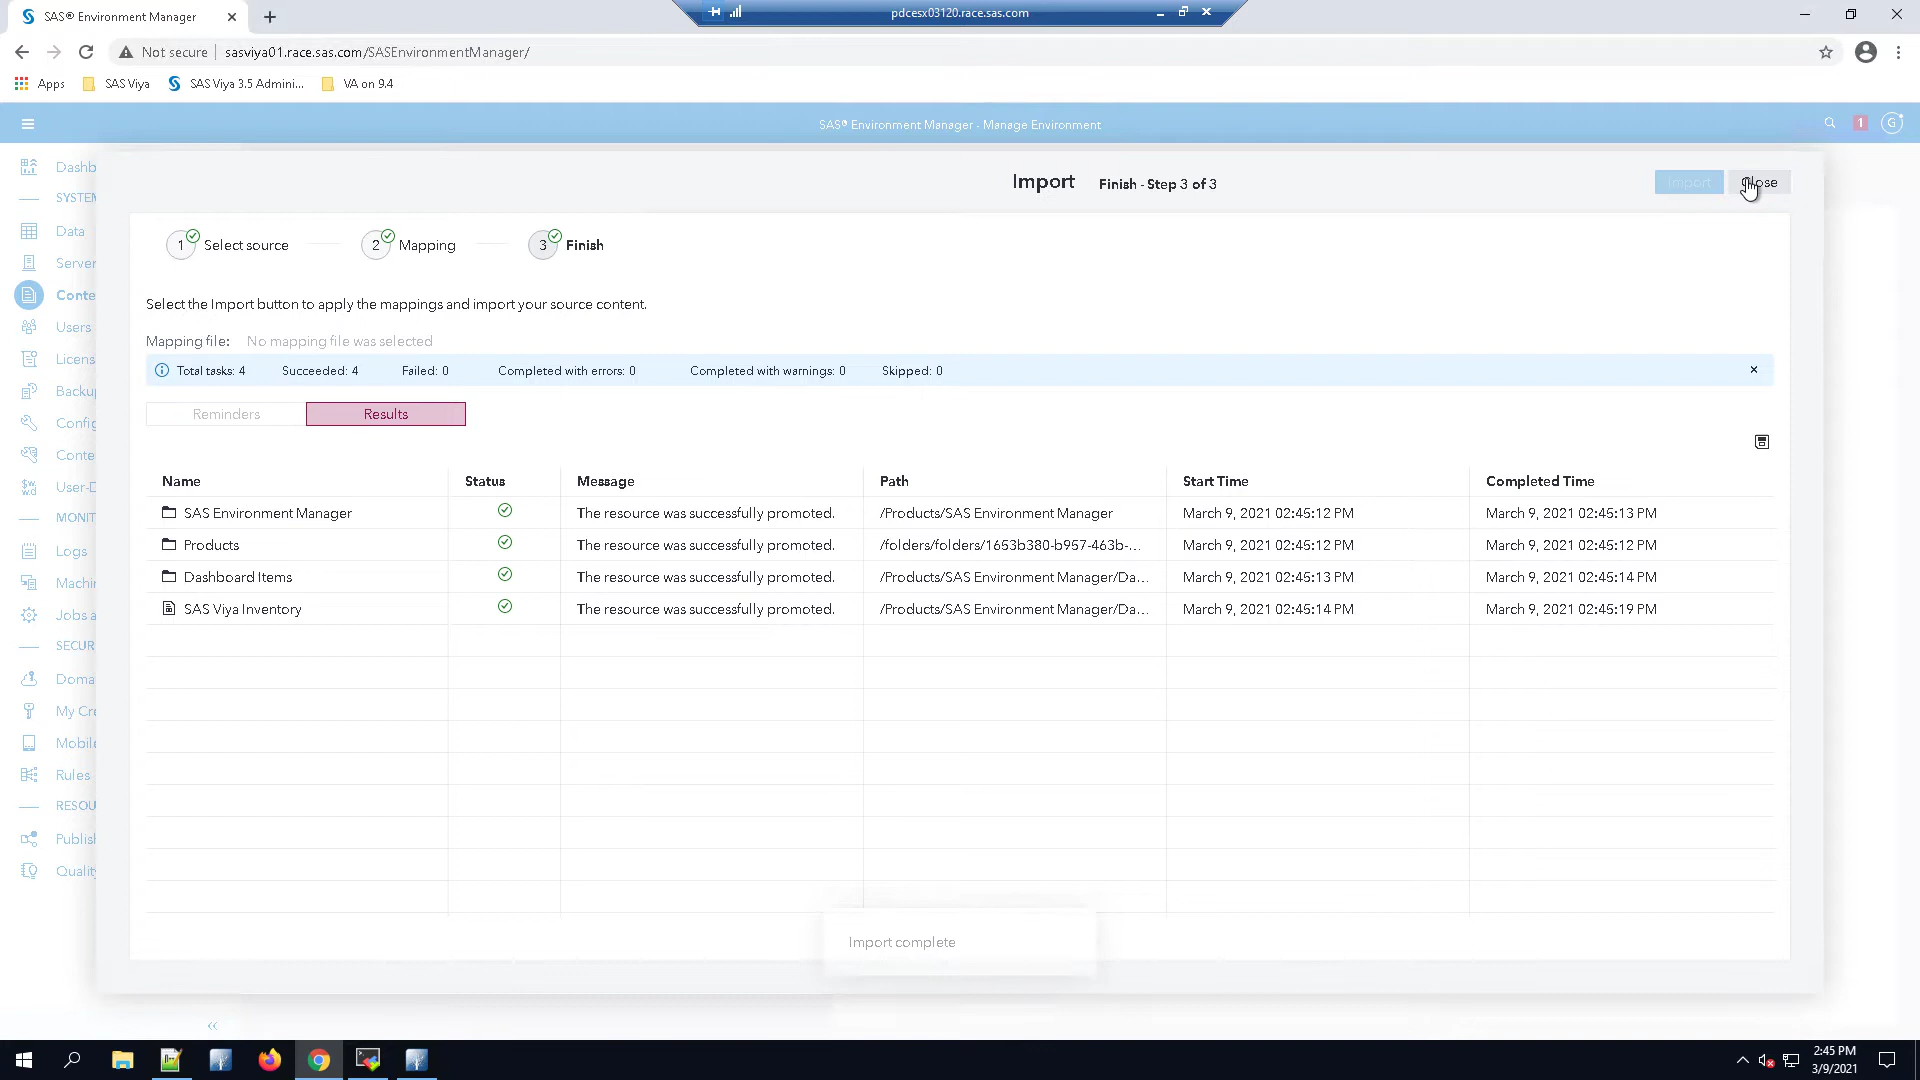 SAS® Environment Manager
pdcesx03120.race.sas.com
Not secure
sasviya01.race.sas.com/SASEnvironmentManager/
Apps
SAS Viya
SAS Viya 3.5 Admini...
VA on 9.4
SAS® Environment Manager - Manage Environment
1
G
Dashb
SYSTEM
Data
Server
Conte
Users
Licens
Backu
Config
Conte
User-D
MONIT
Logs
Machin
Jobs a
SECUR
Doma
My Cre
Mobile
Rules
RESOU
Publish
Quality
Import
Finish - Step 3 of 3
Import
Close
1
Select source
2
Mapping
3
Finish
Select the Import button to apply the mappings and import your source content.
Mapping file: No mapping file was selected
Total tasks: 4 Succeeded: 4 Failed: 0 Completed with errors: 0 Completed with warnings: 0 Skipped: 0
Reminders
Results
Name Status Message Path Start Time Completed Time
SAS Environment Manager The resource was successfully promoted. /Products/SAS Environment Manager March 9, 2021 02:45:12 PM March 9, 2021 02:45:13 PM
Products The resource was successfully promoted. /folders/folders/1653b380-b957-463b-... March 9, 2021 02:45:12 PM March 9, 2021 02:45:12 PM
Dashboard Items The resource was successfully promoted. /Products/SAS Environment Manager/Da... March 9, 2021 02:45:13 PM March 9, 2021 02:45:14 PM
SAS Viya Inventory The resource was successfully promoted. /Products/SAS Environment Manager/Da... March 9, 2021 02:45:14 PM March 9, 2021 02:45:19 PM
Import complete
2:45 PM
3/9/2021